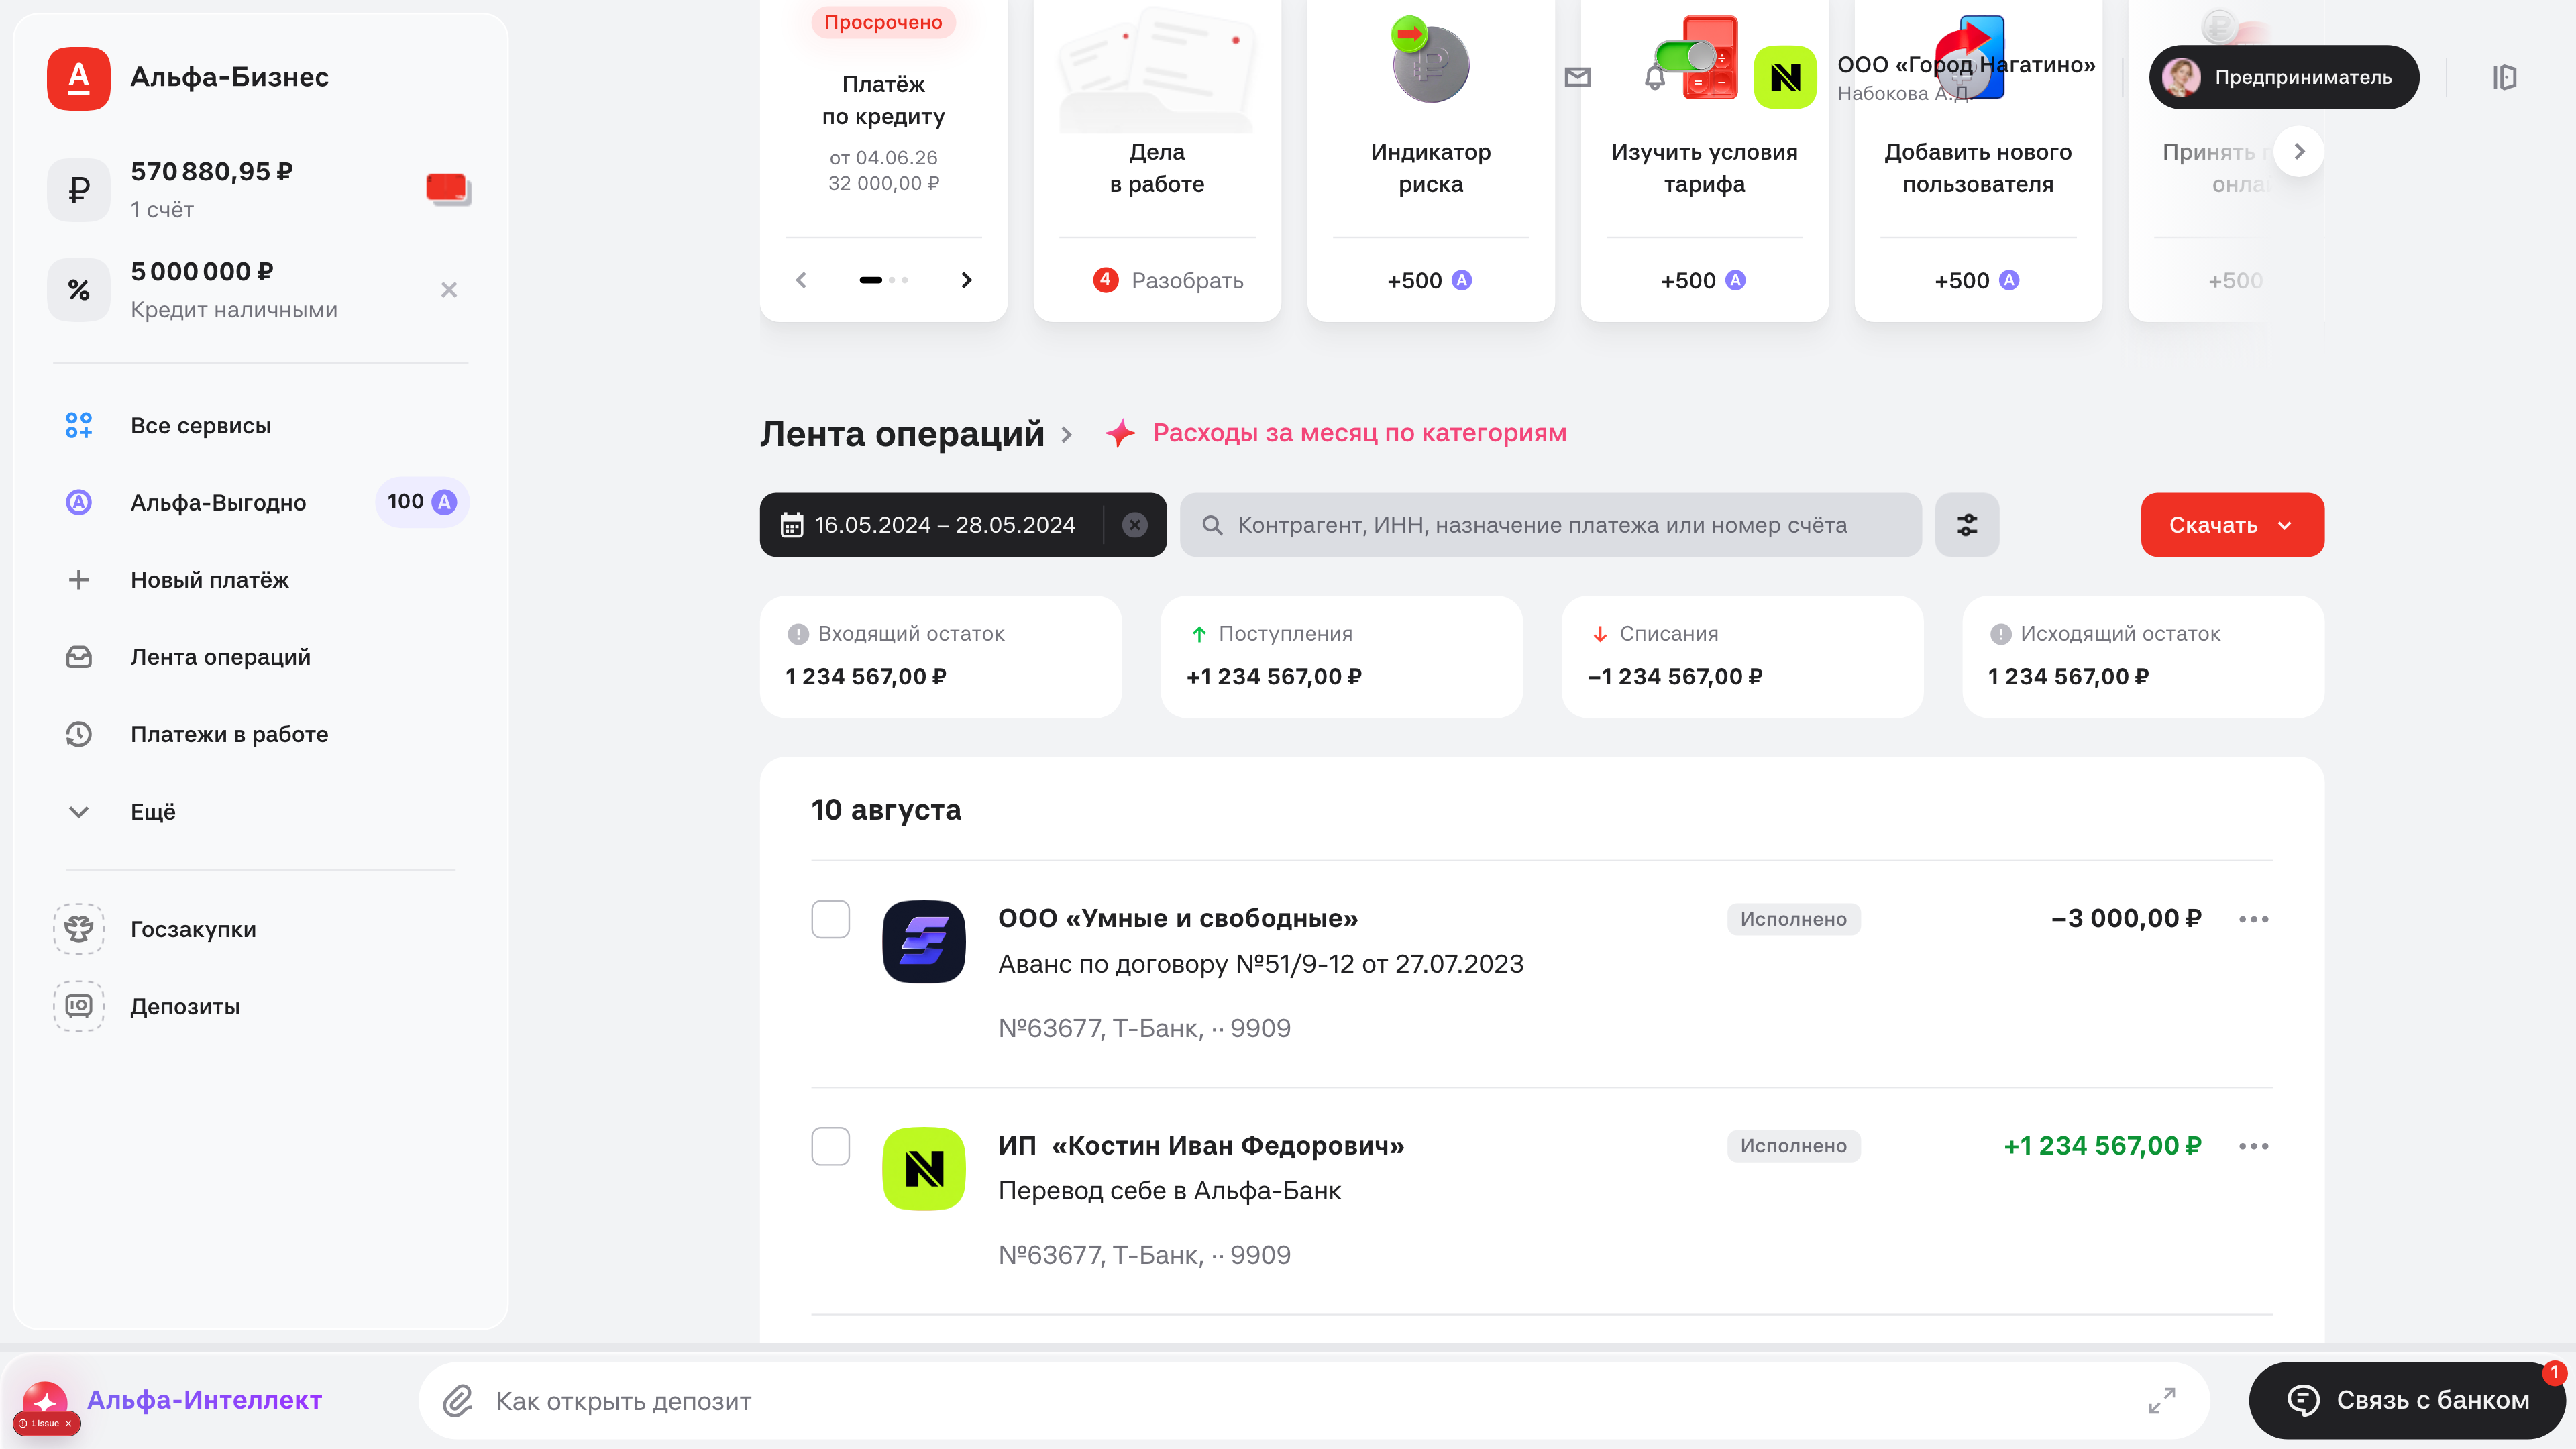 Альфа-Бизнес
570 880,95 ₽
1 счёт
5 000 000 ₽
Кредит наличными
Все сервисы
Альфа-Выгодно
100
Новый платёж
Лента операций
Платежи в работе
Ещё
Госзакупки
Депозиты
Просрочено
Платёж
по кредиту
от 04.06.26
32 000,00 ₽
Дела
в работе
4 Разобрать
Индикатор
риска
+500
Изучить условия
тарифа
+500
Добавить нового
пользователя
+500
Принять
+500
ООО «Город Нагатино»
Набокова А.Д.
Предприниматель
Лента операций
Расходы за месяц по категориям
16.05.2024 – 28.05.2024
Контрагент, ИНН, назначение платежа или номер счёта
Скачать
Входящий остаток
1 234 567,00 ₽
Поступления
+1 234 567,00 ₽
Списания
−1 234 567,00 ₽
Исходящий остаток
1 234 567,00 ₽
10 августа
ООО «Умные и свободные»
Исполнено
−3 000,00 ₽
Аванс по договору №51/9-12 от 27.07.2023
№63677, Т-Банк, ·· 9909
ИП «Костин Иван Федорович»
Исполнено
+1 234 567,00 ₽
Перевод себе в Альфа-Банк
№63677, Т-Банк, ·· 9909
Альфа-Интеллект
1 Issue
Как открыть депозит
Связь с банком
1